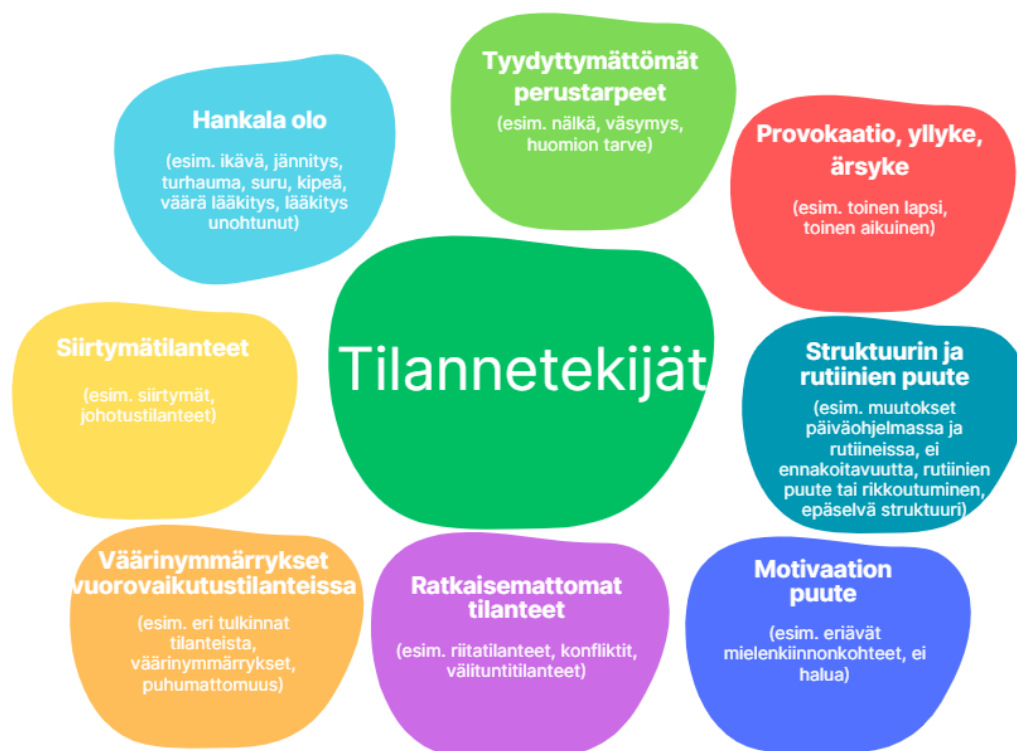 Tyydyttymättömät
perustarpeet
(esim. nälkä, väsymys,
huomion tarve)
Hankala olo
(esim. ikävä, jännitys,
turhauma, suru, kipeä,
väärä lääkitys, lääkitys
unohtunut)
Provokaatio, yllyke,
ärsyke
(esim. toinen lapsi,
toinen aikuinen)
Tilannetekijät
Siirtymätilanteet
(esim. siirtymät,
johotustilanteet)
Struktuurin ja
rutiinien puute
(esim. muutokset
päiväohjelmassa ja
rutiineissa, ei
ennakoitavuutta, rutiinien
puute tai rikkoutuminen,
epäselvä struktuuri)
Väärinymmärrykset
vuorovaikutustilanteissa
(esim. eri tulkinnat
tilanteista,
väärinymmärrykset,
puhumattomuus)
Ratkaisemattomat
tilanteet
(esim. riitatilanteet, konfliktit,
välituntitilanteet)
Motivaation
puute
(esim. eriävät
mielenkiinnonkohteet, ei
halua)